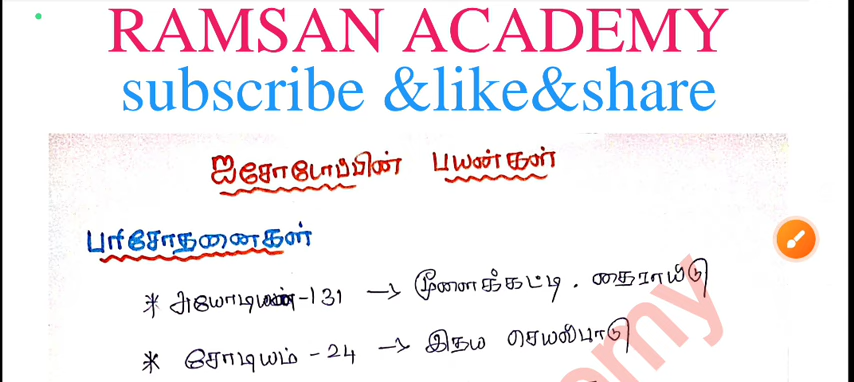 RAMSAN ACADEMY
subscribe &like&share
ஐசோடோப்பின் பயன்கள்
பரிசோதனைகள்
* அயோடின்-131 → மூளைக்கட்டி . தைராய்டு
* சோடியம் - 24 → இதய செயல்பாடு